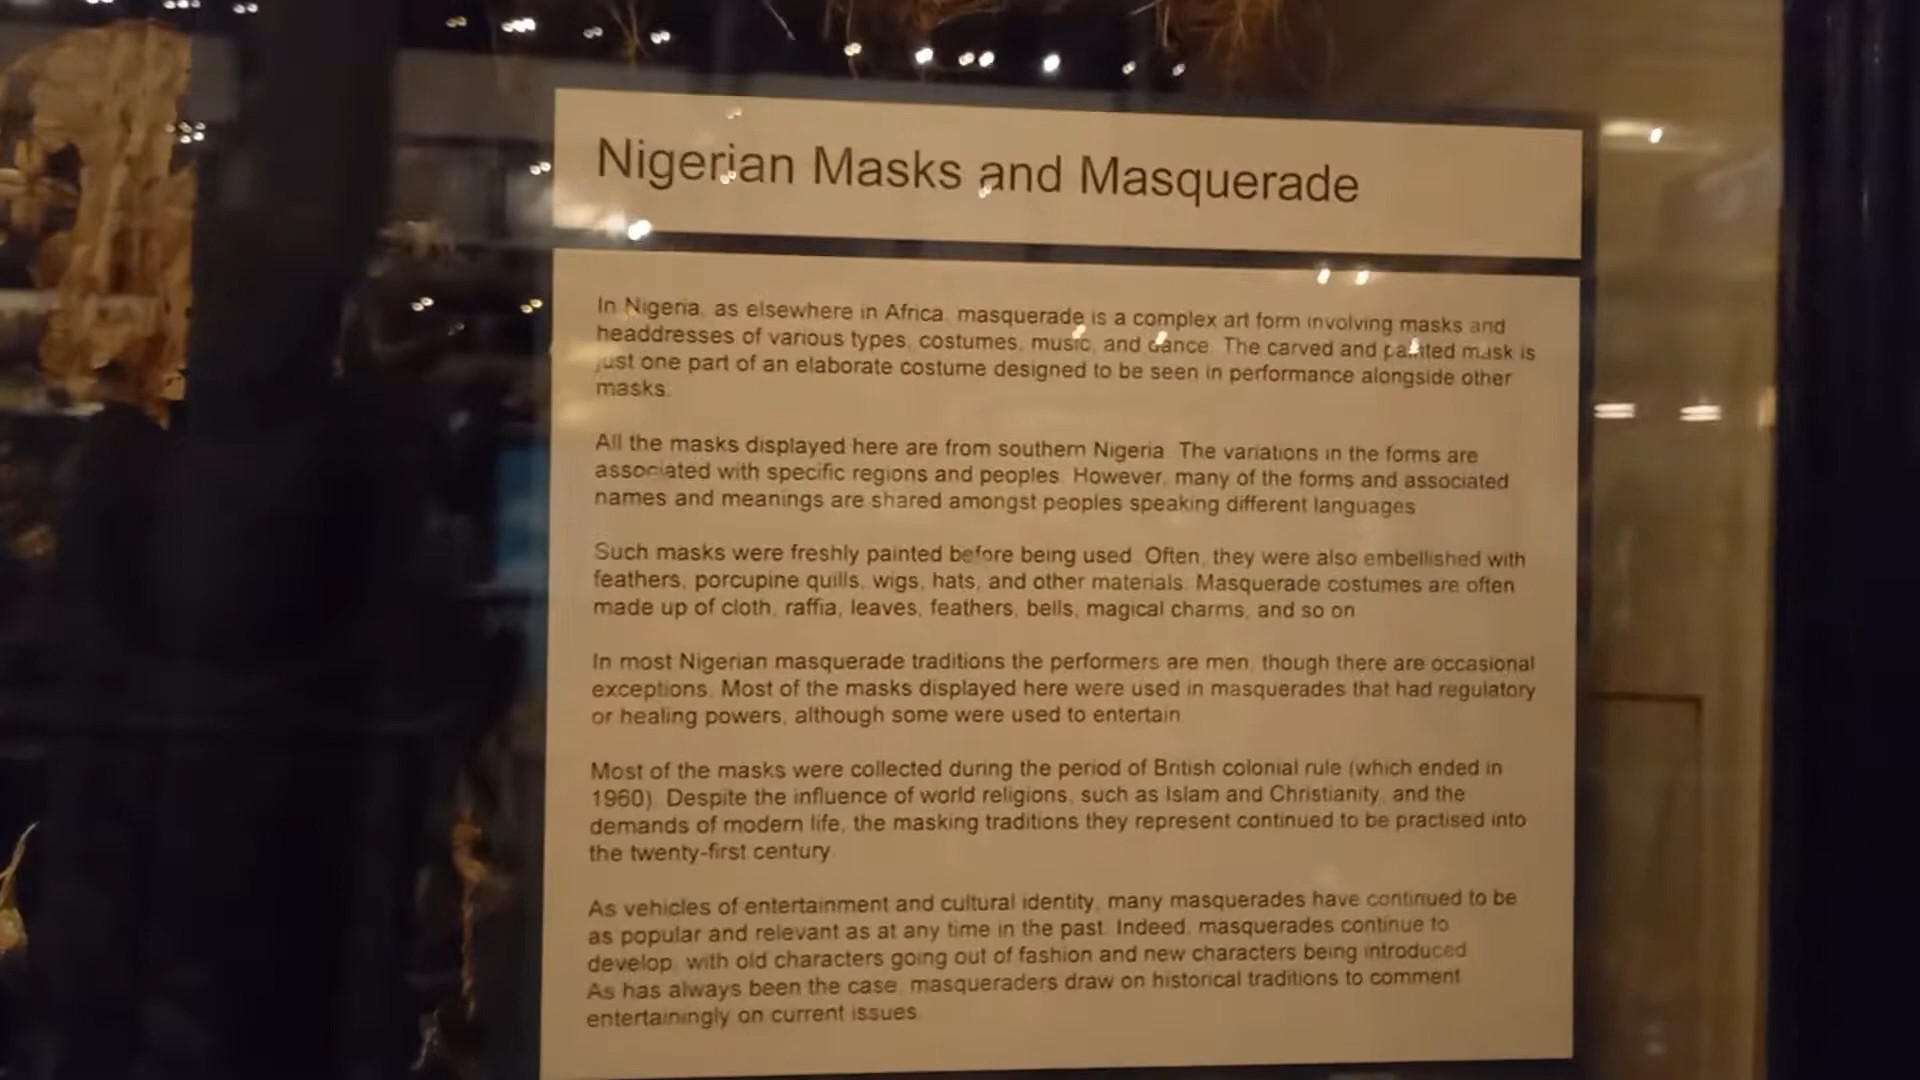 Nigerian Masks and Masquerade
In Nigeria, as elsewhere in Africa, masquerade is a complex art form involving masks and
headdresses of various types, costumes, music, and dance. The carved and painted mask is
just one part of an elaborate costume designed to be seen in performance alongside other
masks.
All the masks displayed here are from southern Nigeria. The variations in the forms are
associated with specific regions and peoples. However, many of the forms and associated
names and meanings are shared amongst peoples speaking different languages.
Such masks were freshly painted before being used. Often, they were also embellished with
feathers, porcupine quills, wigs, hats, and other materials. Masquerade costumes are often
made up of cloth, raffia, leaves, feathers, bells, magical charms, and so on.
In most Nigerian masquerade traditions the performers are men, though there are occasional
exceptions. Most of the masks displayed here were used in masquerades that had regulatory
or healing powers, although some were used to entertain.
Most of the masks were collected during the period of British colonial rule (which ended in
1960). Despite the influence of world religions, such as Islam and Christianity, and the
demands of modern life, the masking traditions they represent continued to be practised into
the twenty-first century.
As vehicles of entertainment and cultural identity, many masquerades have continued to be
as popular and relevant as at any time in the past. Indeed, masquerades continue to
develop, with old characters going out of fashion and new characters being introduced.
As has always been the case, masqueraders draw on historical traditions to comment
entertainingly on current issues.